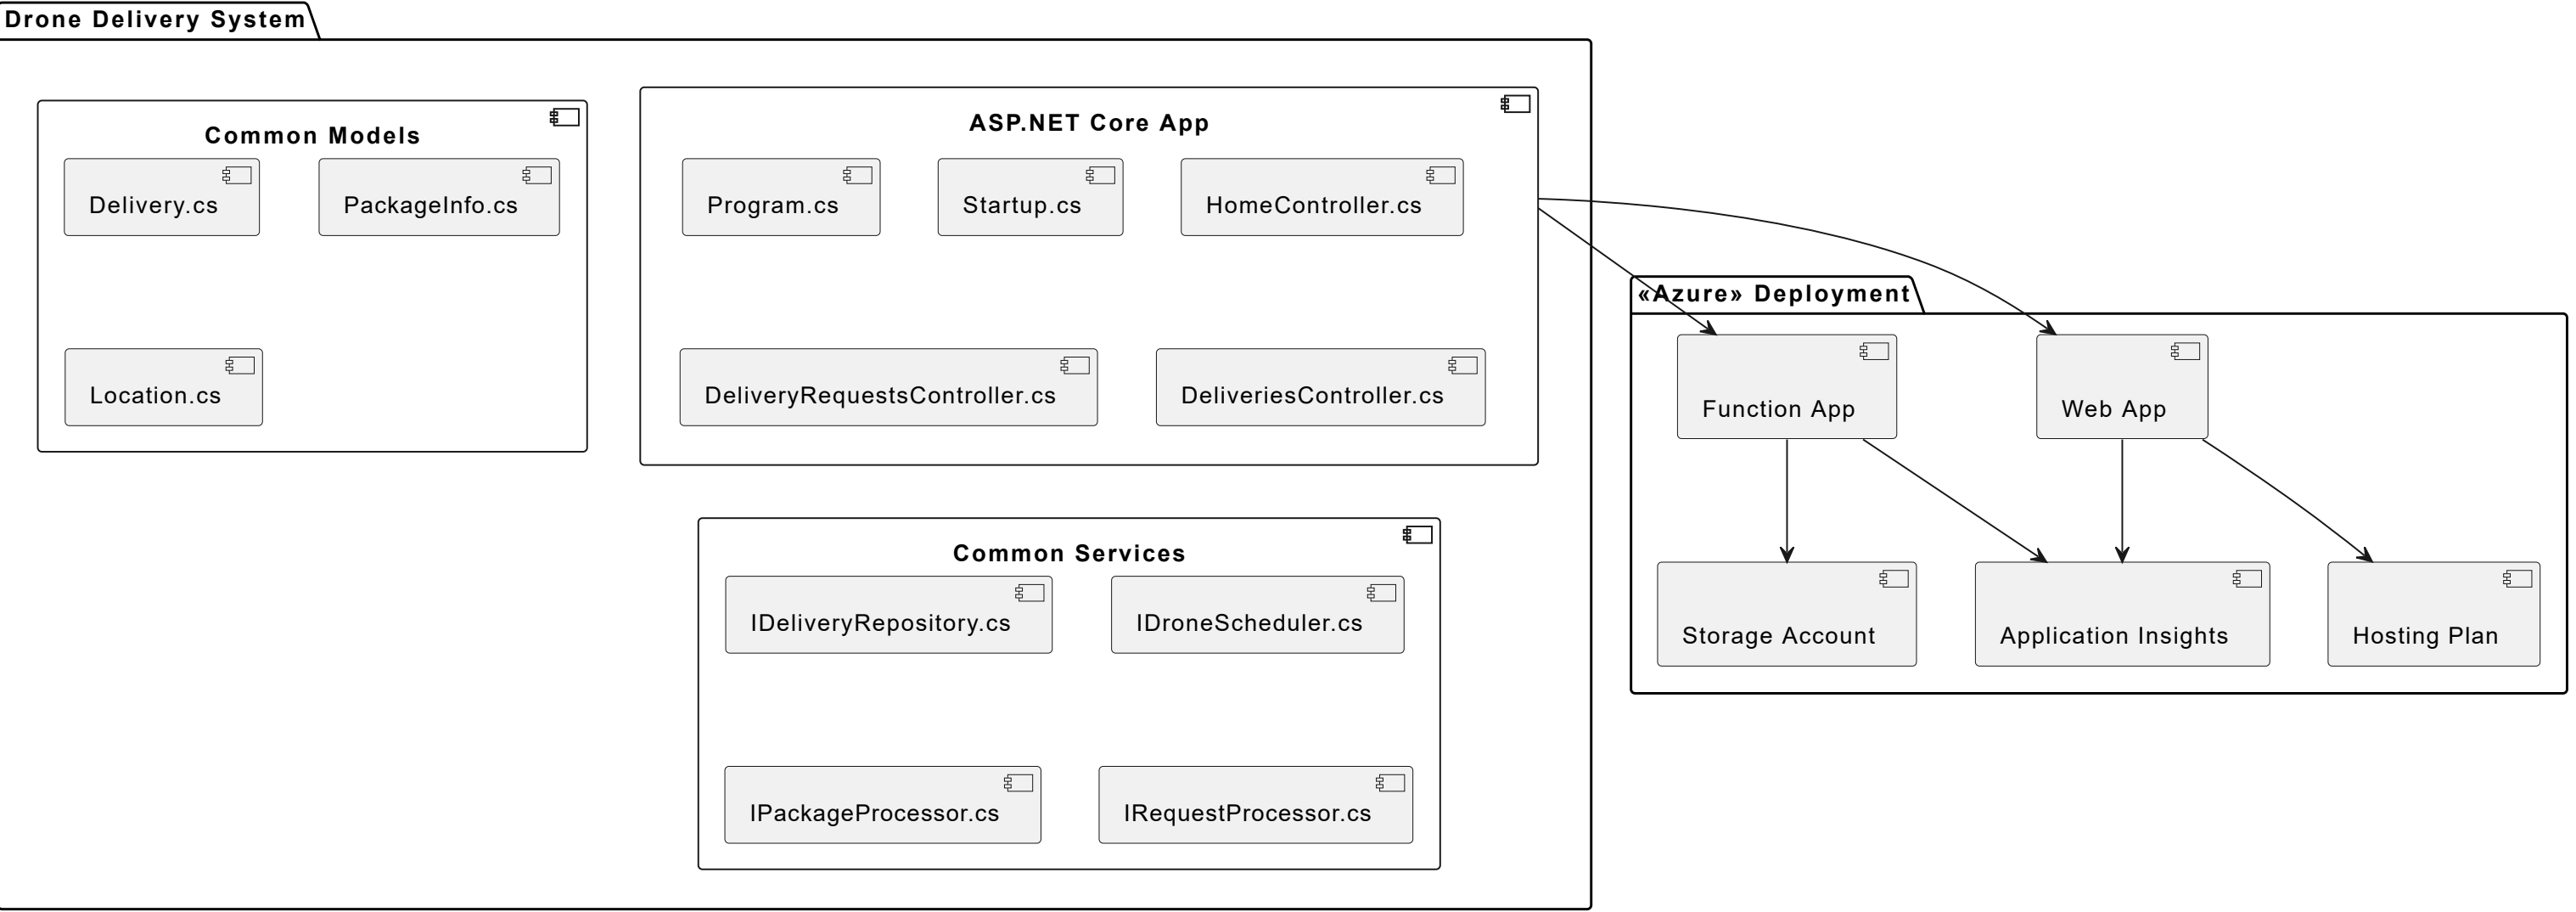 Drone Delivery System
Common Models
Delivery.cs
PackageInfo.cs
Location.cs
ASP.NET Core App
Program.cs
Startup.cs
HomeController.cs
DeliveryRequestsController.cs
DeliveriesController.cs
Common Services
IDeliveryRepository.cs
IDroneScheduler.cs
IPackageProcessor.cs
IRequestProcessor.cs
«Azure» Deployment
Function App
Web App
Storage Account
Application Insights
Hosting Plan